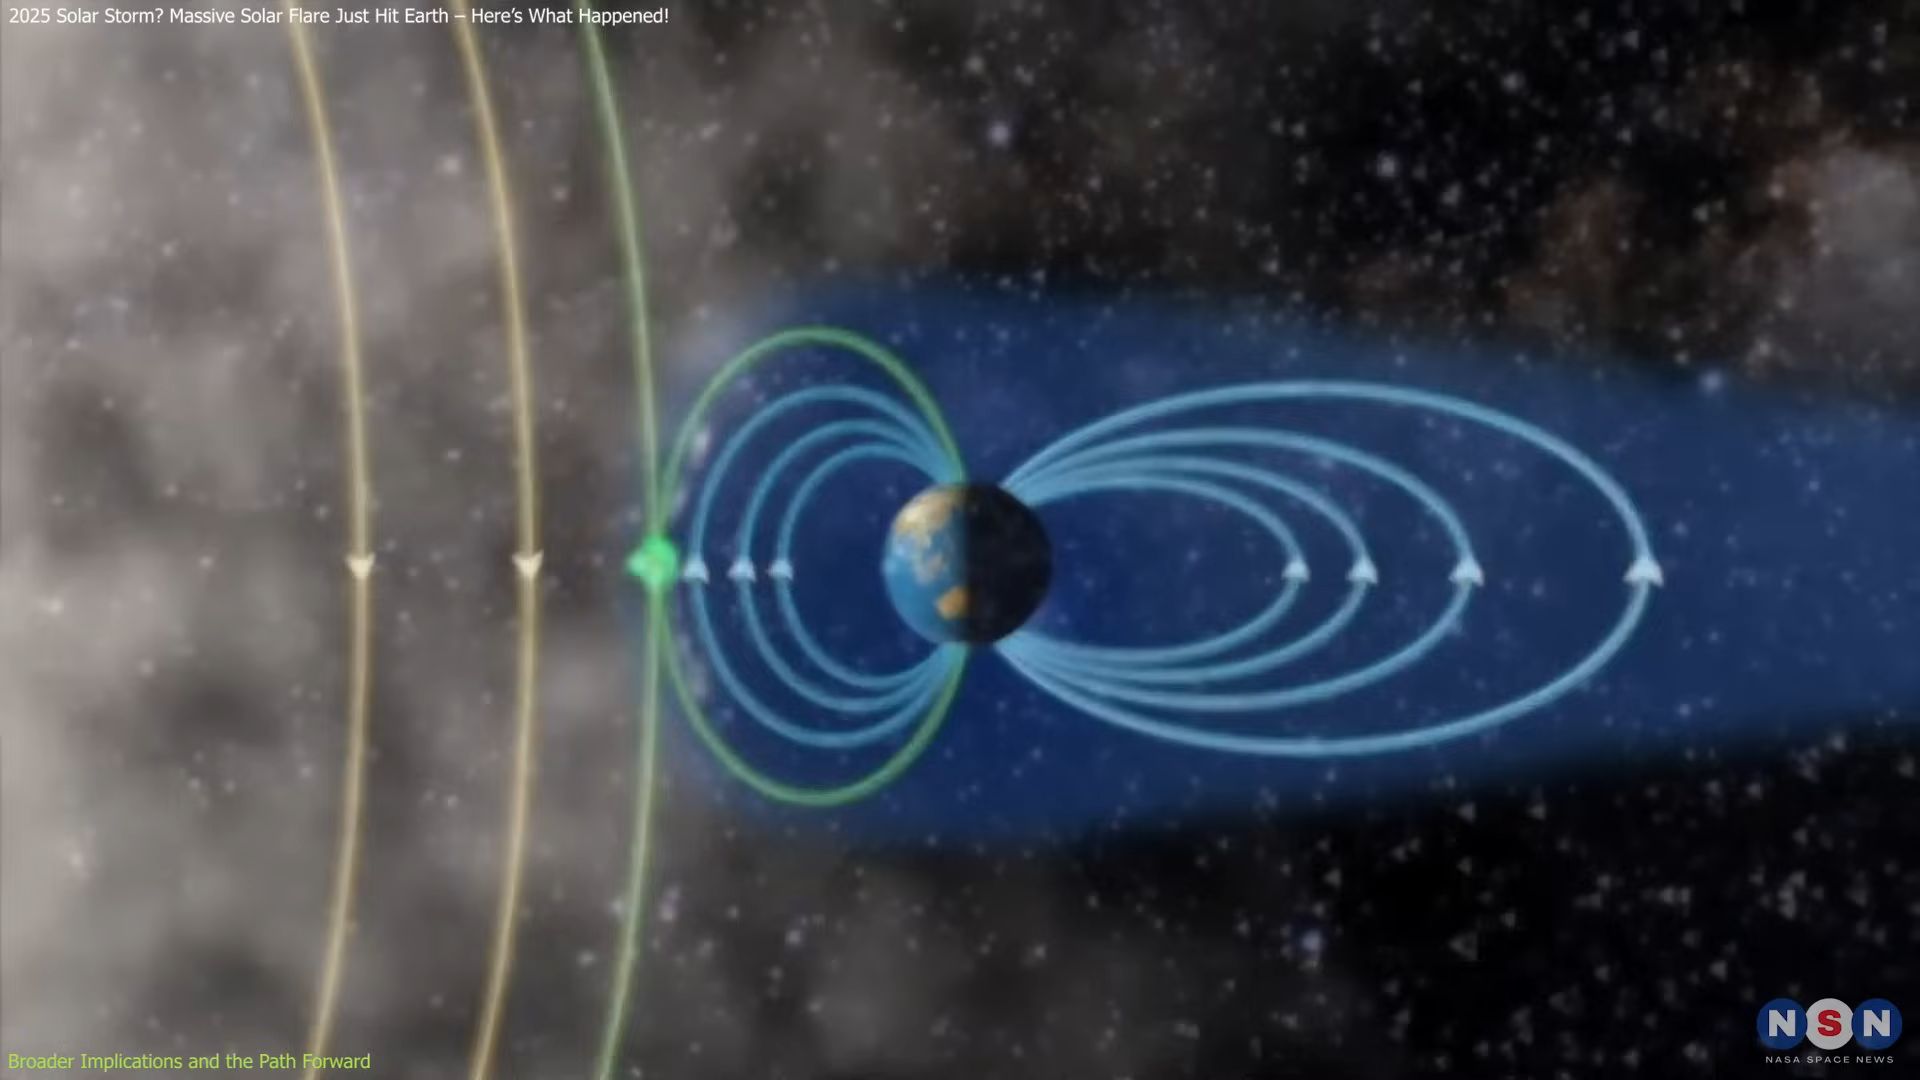 2025 Solar Storm? Massive Solar Flare Just Hit Earth – Here’s What Happened!
Broader Implications and the Path Forward
NSN
NASA SPACE NEWS